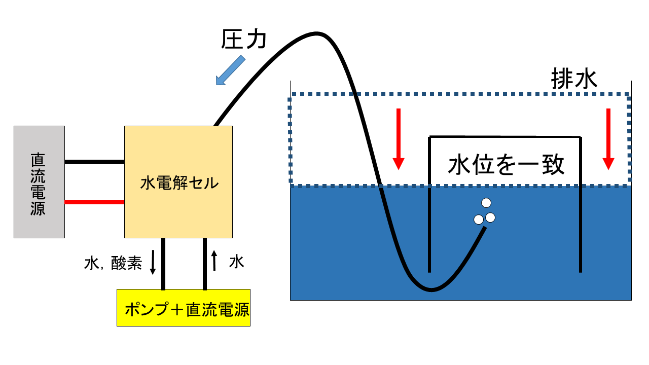 圧力
排水
直流電源
水電解セル
水位を一致
水，酸素
水
ポンプ＋直流電源